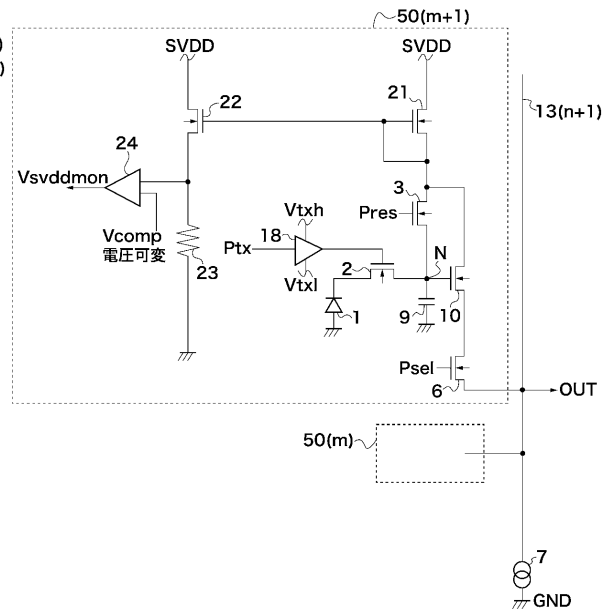 50(m+1)
)
)
SVDD
SVDD
22
21
13(n+1)
24
Vsvddmon
3
Vtxh
Pres
Vcomp
電圧可変
18
Ptx
N
2
23
Vtxl
1
9
10
Psel
6
OUT
50(m)
7
GND